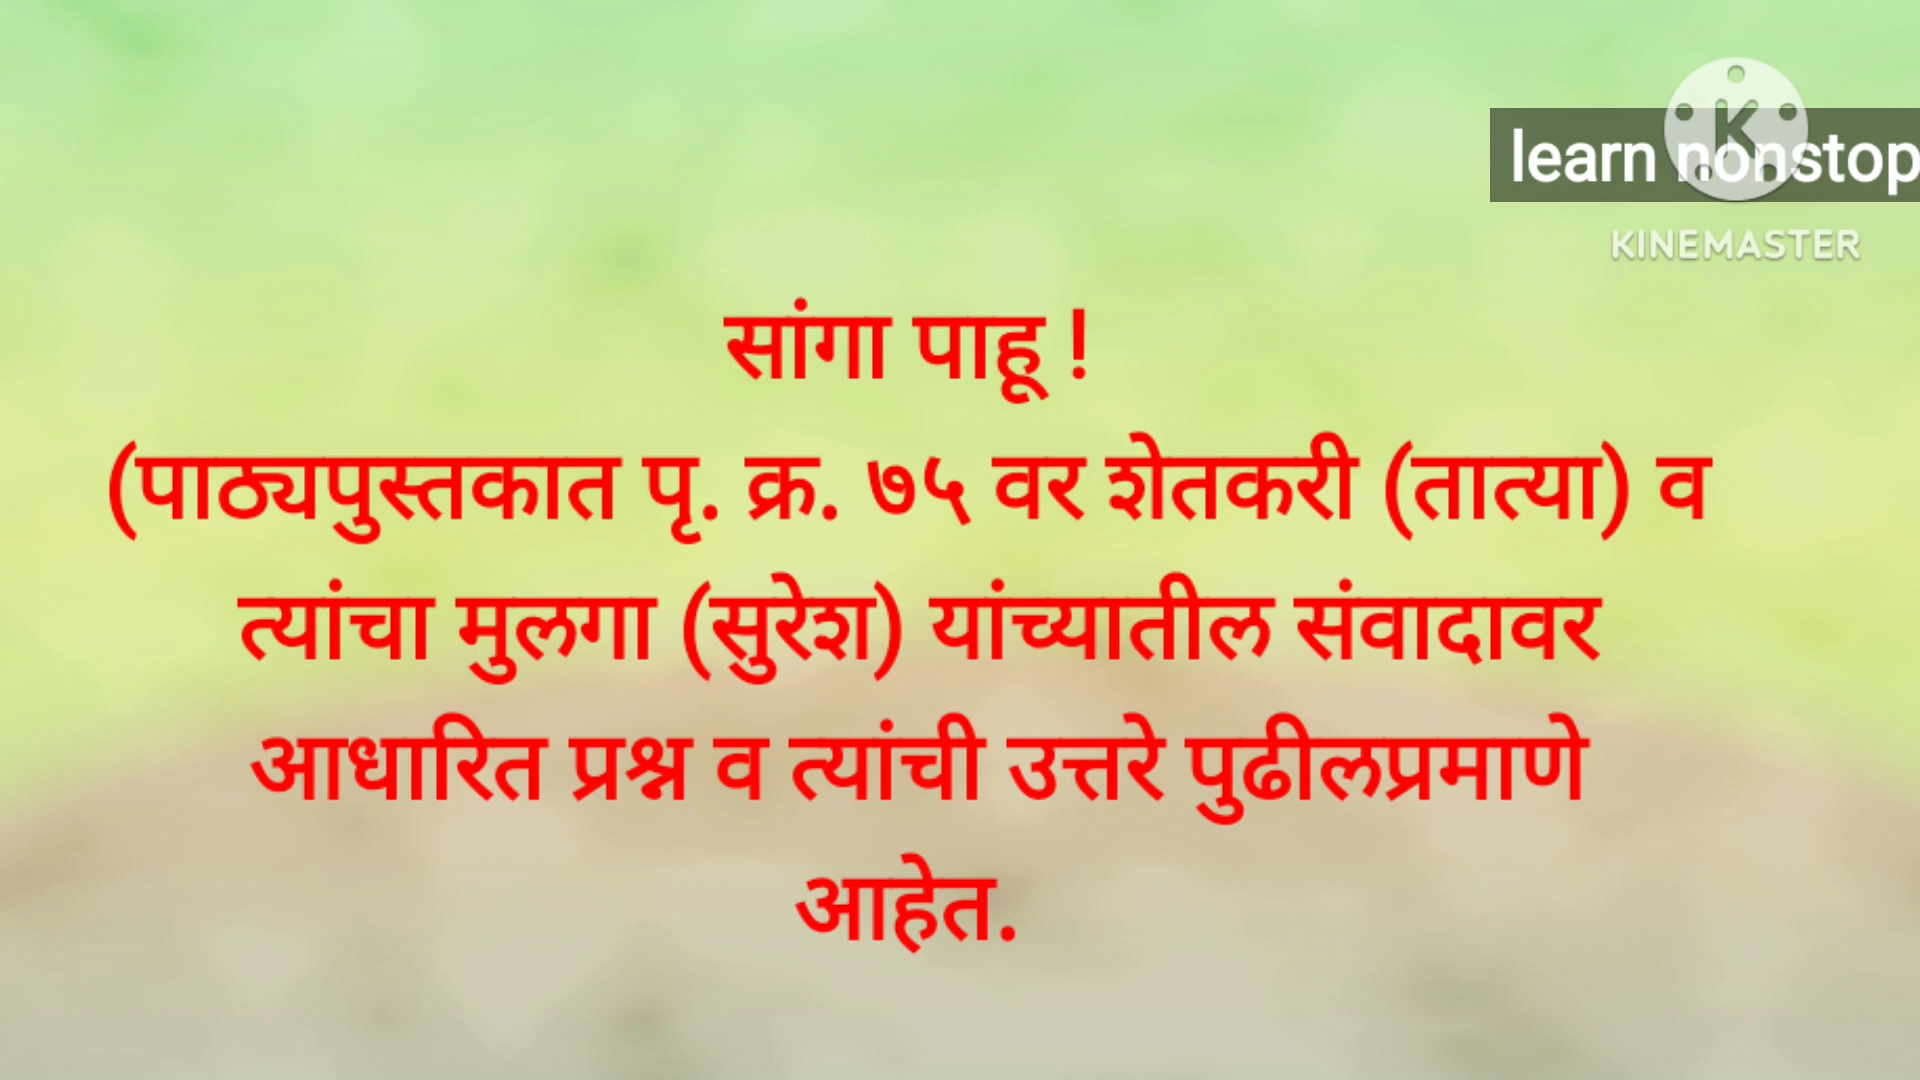 learn nonstop
KINEMASTER
सांगा पाहू !
(पाठ्यपुस्तकात पृ. क्र. ७५ वर शेतकरी (तात्या) व
त्यांचा मुलगा (सुरेश) यांच्यातील संवादावर
आधारित प्रश्न व त्यांची उत्तरे पुढीलप्रमाणे
आहेत.